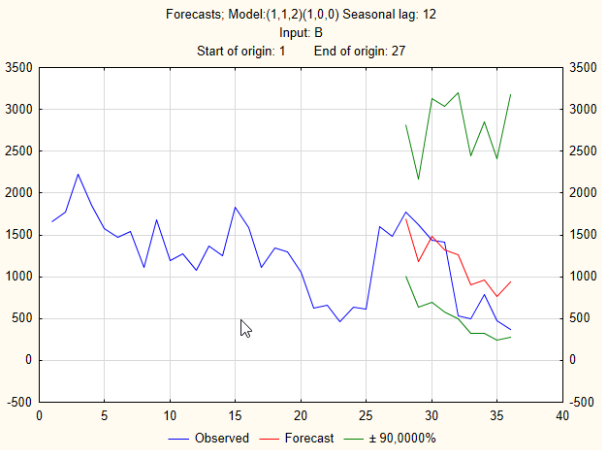 Forecasts; Model:(1,1,2)(1,0,0) Seasonal lag: 12
Input: B
Start of origin: 1 End of origin: 27
3500 3500
3000 3000
2500 2500
2000 2000
1500 1500
1000 1000
500 500
0 0
-500 -500
0 5 10 15 20 25 30 35 40
Observed Forecast ± 90,0000%